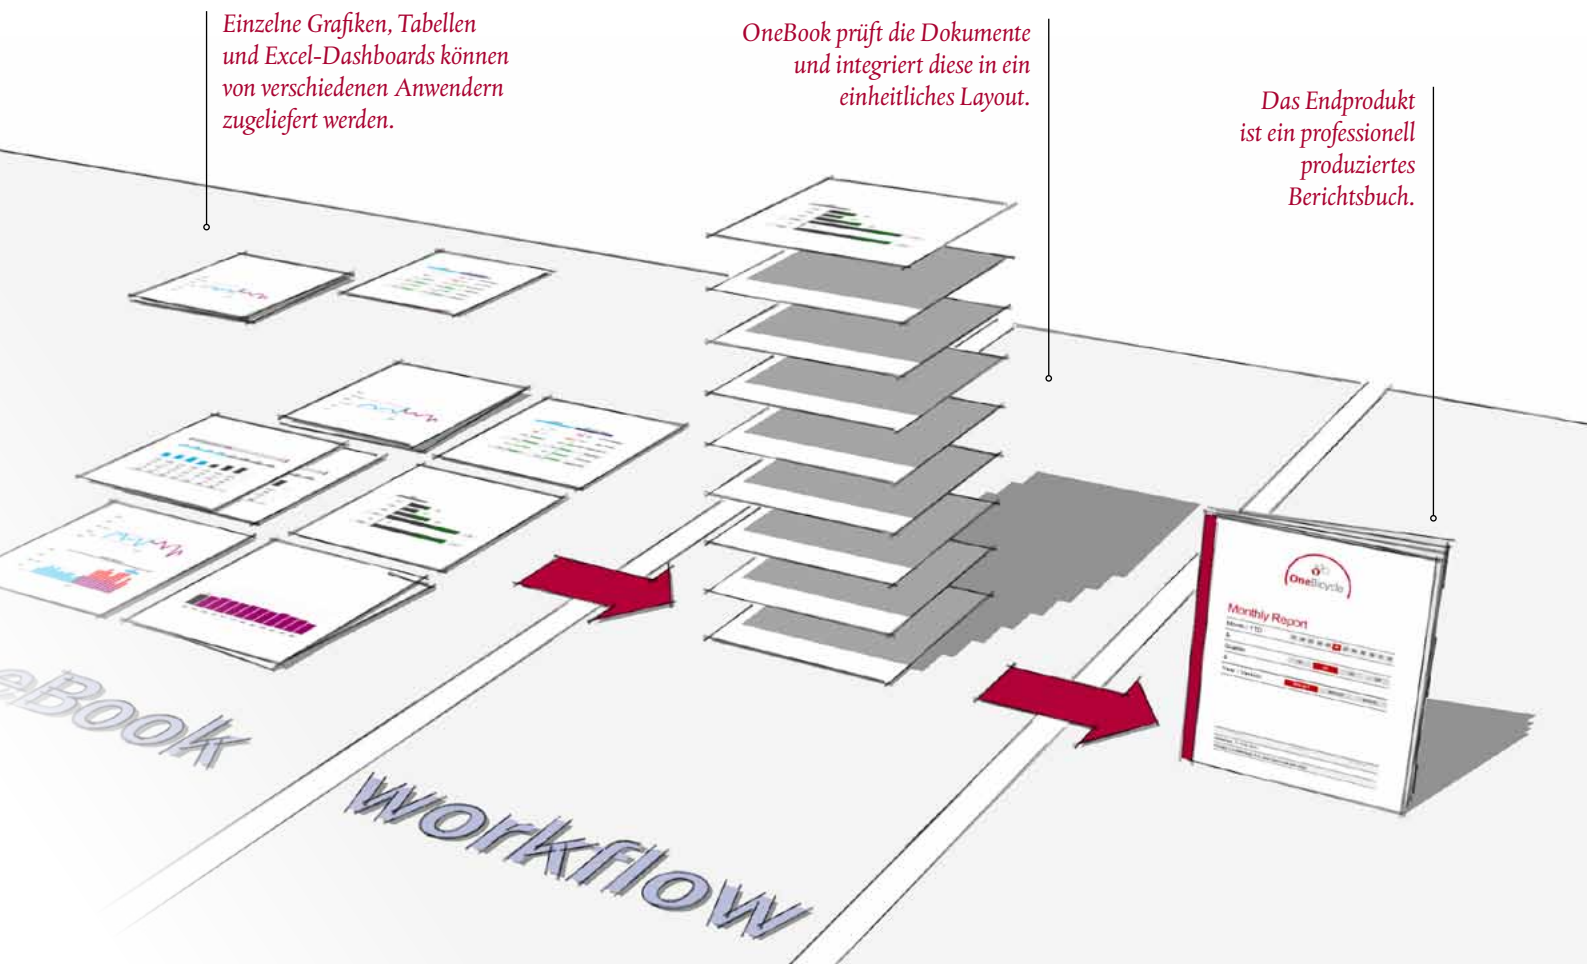 Einzelne Grafiken, Tabellen
und Excel-Dashboards können
von verschiedenen Anwendern
zugeliefert werden.
OneBook prüft die Dokumente
und integriert diese in ein
einheitliches Layout.
Das Endprodukt
ist ein professionell
produziertes
Berichtsbuch.
eBook
workflow
OneBicycle
Monthly Report